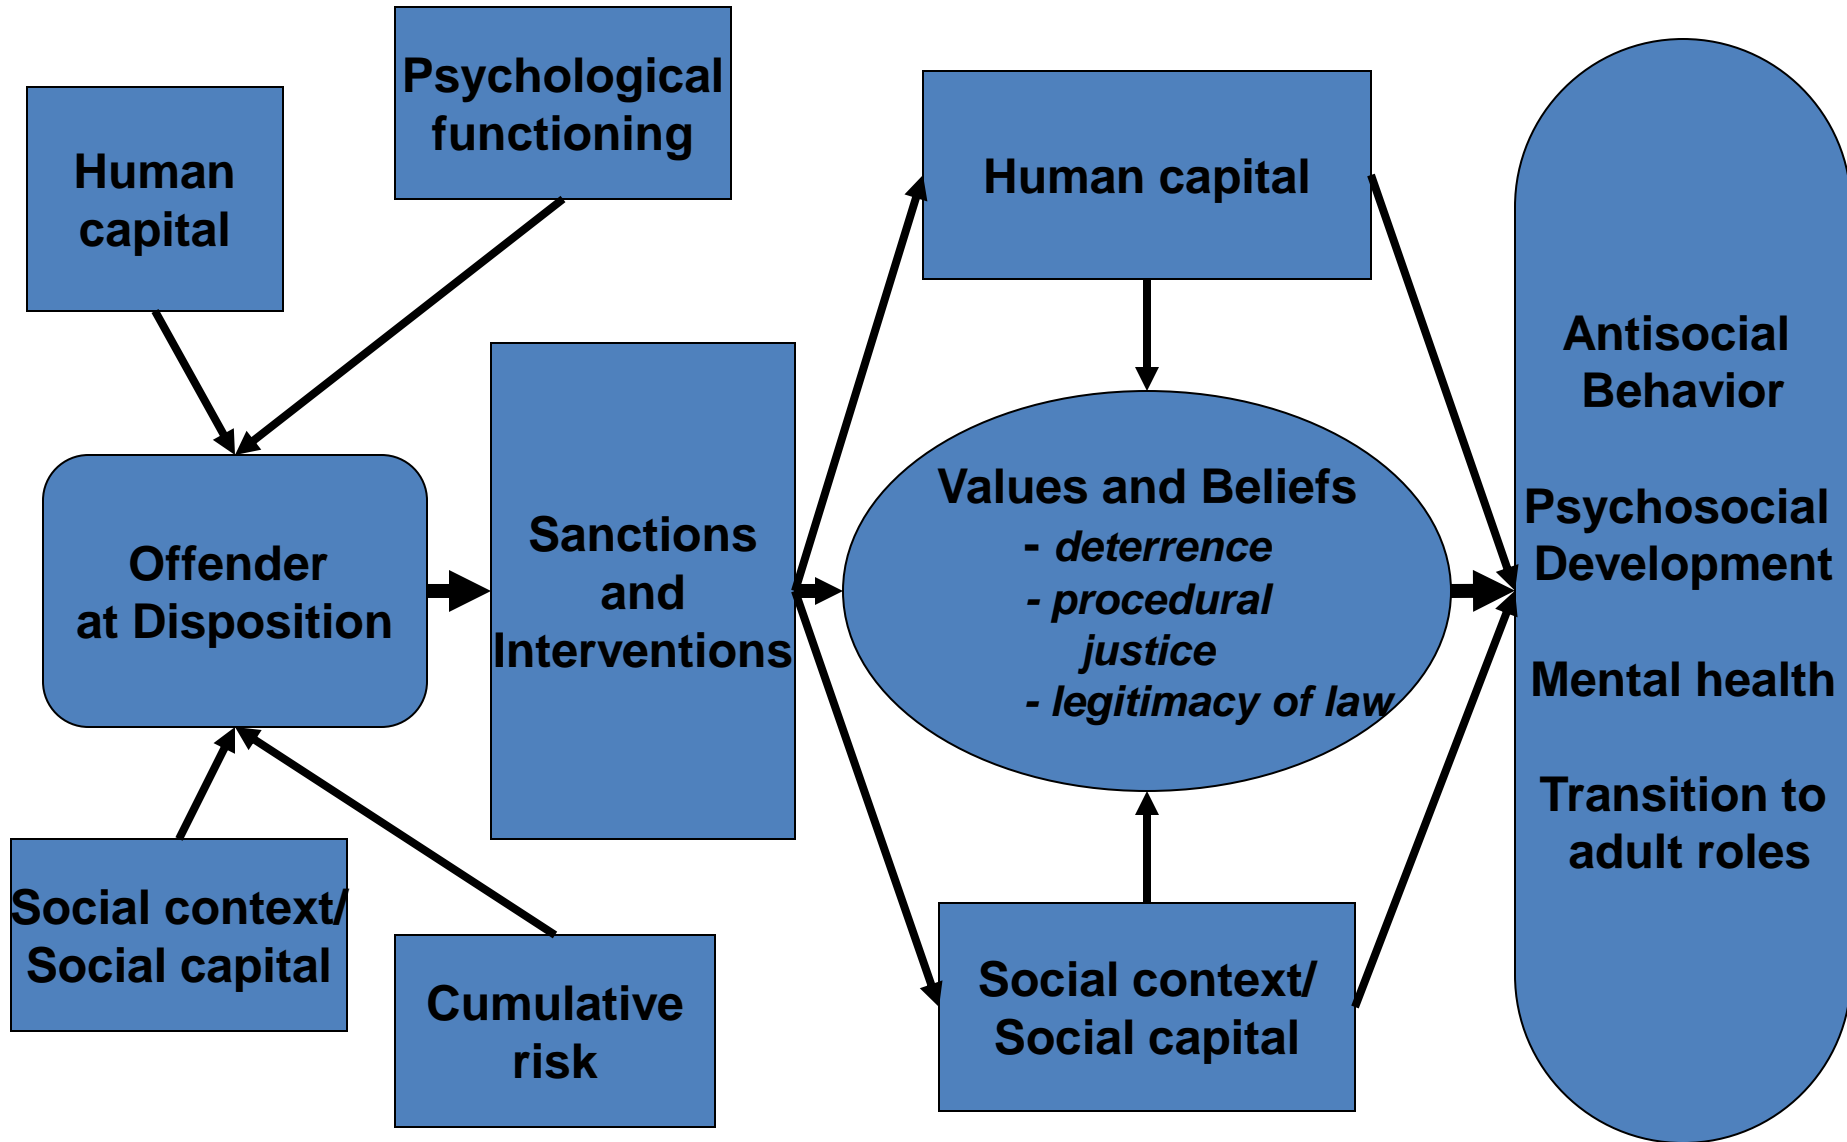 Human
capital
Psychological
functioning
Offender
at Disposition
Social context/
Social capital
Cumulative
risk
Sanctions
and
Interventions
Human capital
Values and Beliefs
- deterrence
- procedural
justice
- legitimacy of law
Social context/
Social capital
Antisocial
Behavior
Psychosocial
Development
Mental health
Transition to
adult roles